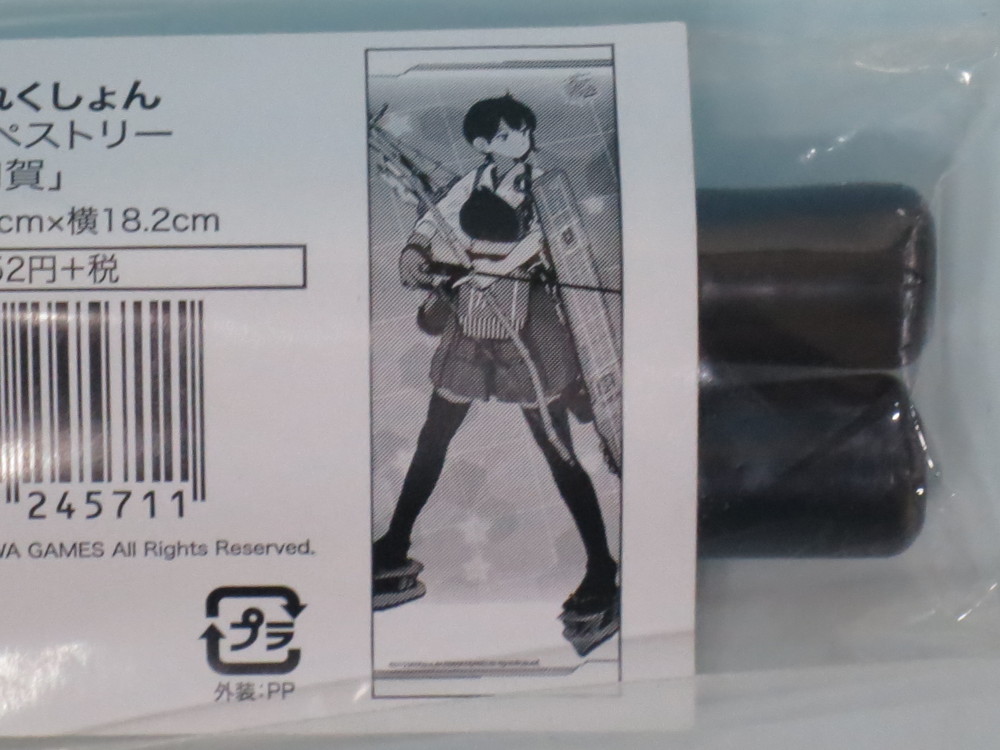 れくしょん
ペストリー
賀」
cm×横18.2cm
52円+税
245711
WA GAMES All Rights Reserved.
プラ
外装:PP